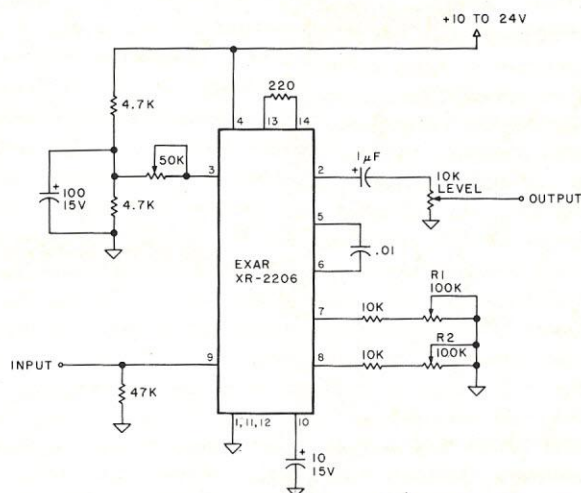 +10 TO 24V
220
4.7K
4
13
14
50K
3
2
1µF
+
10K
LEVEL
OUTPUT
+
100
15V
4.7K
5
.01
6
EXAR
XR-2206
R1
100K
7
10K
R2
100K
8
10K
INPUT
9
47K
1,11,12
10
+
10
15V